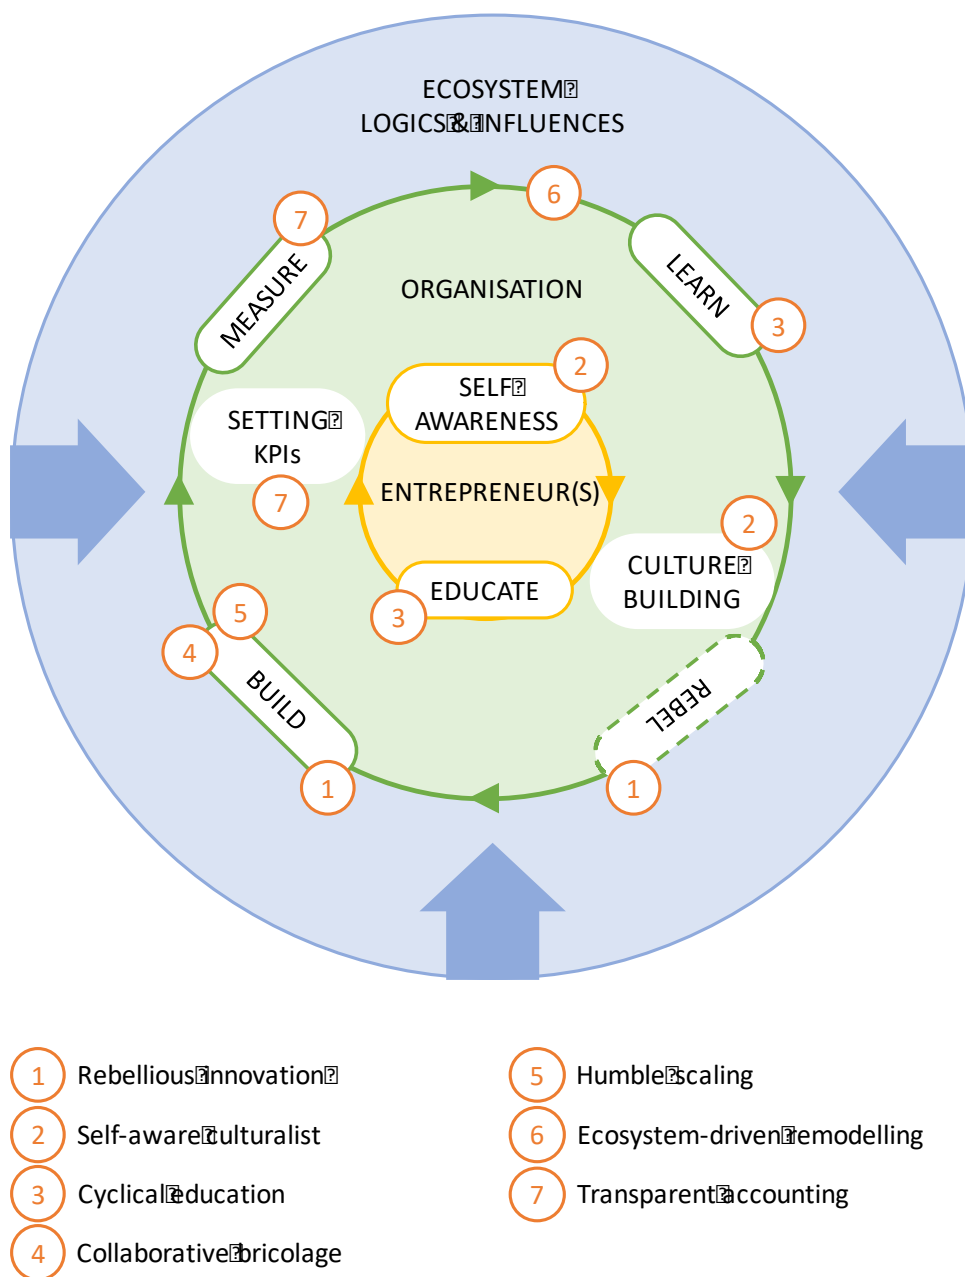 ECOSYSTEM
LOGICS & INFLUENCES
6
7
MEASURE
LEARN
3
ORGANISATION
2
SELF
AWARENESS
SETTING
KPIs
7
ENTREPRENEUR(S)
2
CULTURE
BUILDING
EDUCATE
3
5
4
BUILD
1
REBEL
1
1 Rebellious innovation
2 Self-aware culturalist
3 Cyclical education
4 Collaborative bricolage
5 Humble scaling
6 Ecosystem-driven remodelling
7 Transparent accounting